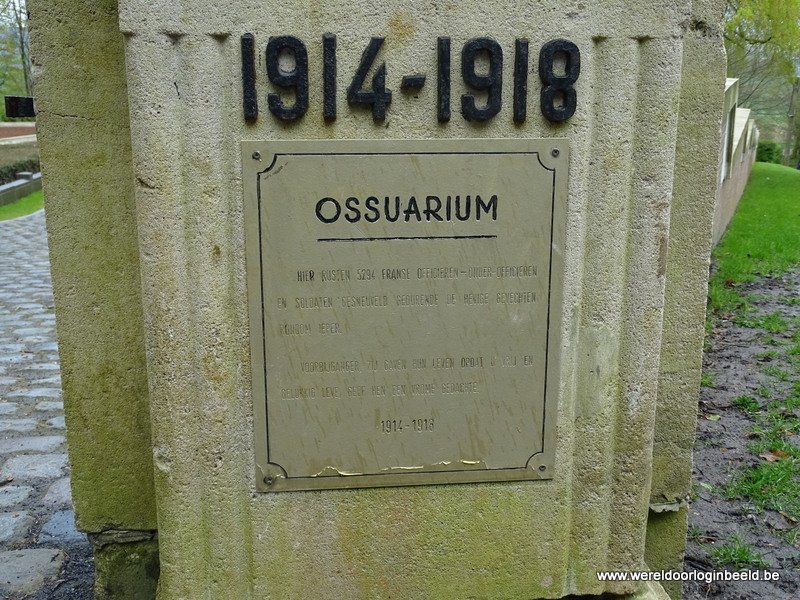 1914-1918
OSSUARIUM
HIER RUSTEN 5294 FRANSE OFFICIEREN-ONDER-OFFICIEREN
EN SOLDATEN GESNEUVELD GEDURENDE DE HEVIGE GEVECHTEN
RONDOM IEPER.
VOORBIJGANGER, ZIJ GAVEN HUN LEVEN OPDAT U VRIJ EN
GELUKKIG LEVE, GEEF HEN EEN VROME GEDACHTE
1914-1918
www.wereldoorloginbeeld.be